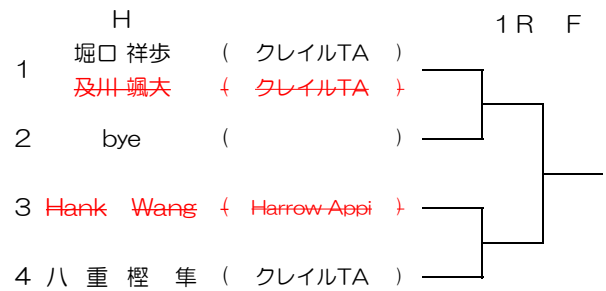 H 1R F
堀口 祥歩 ( クレイルTA )
1
及川 颯大 ( クレイルTA )
2 bye ( )
3 Hank Wang ( Harrow Appi )
4 八重樫 隼 ( クレイルTA )